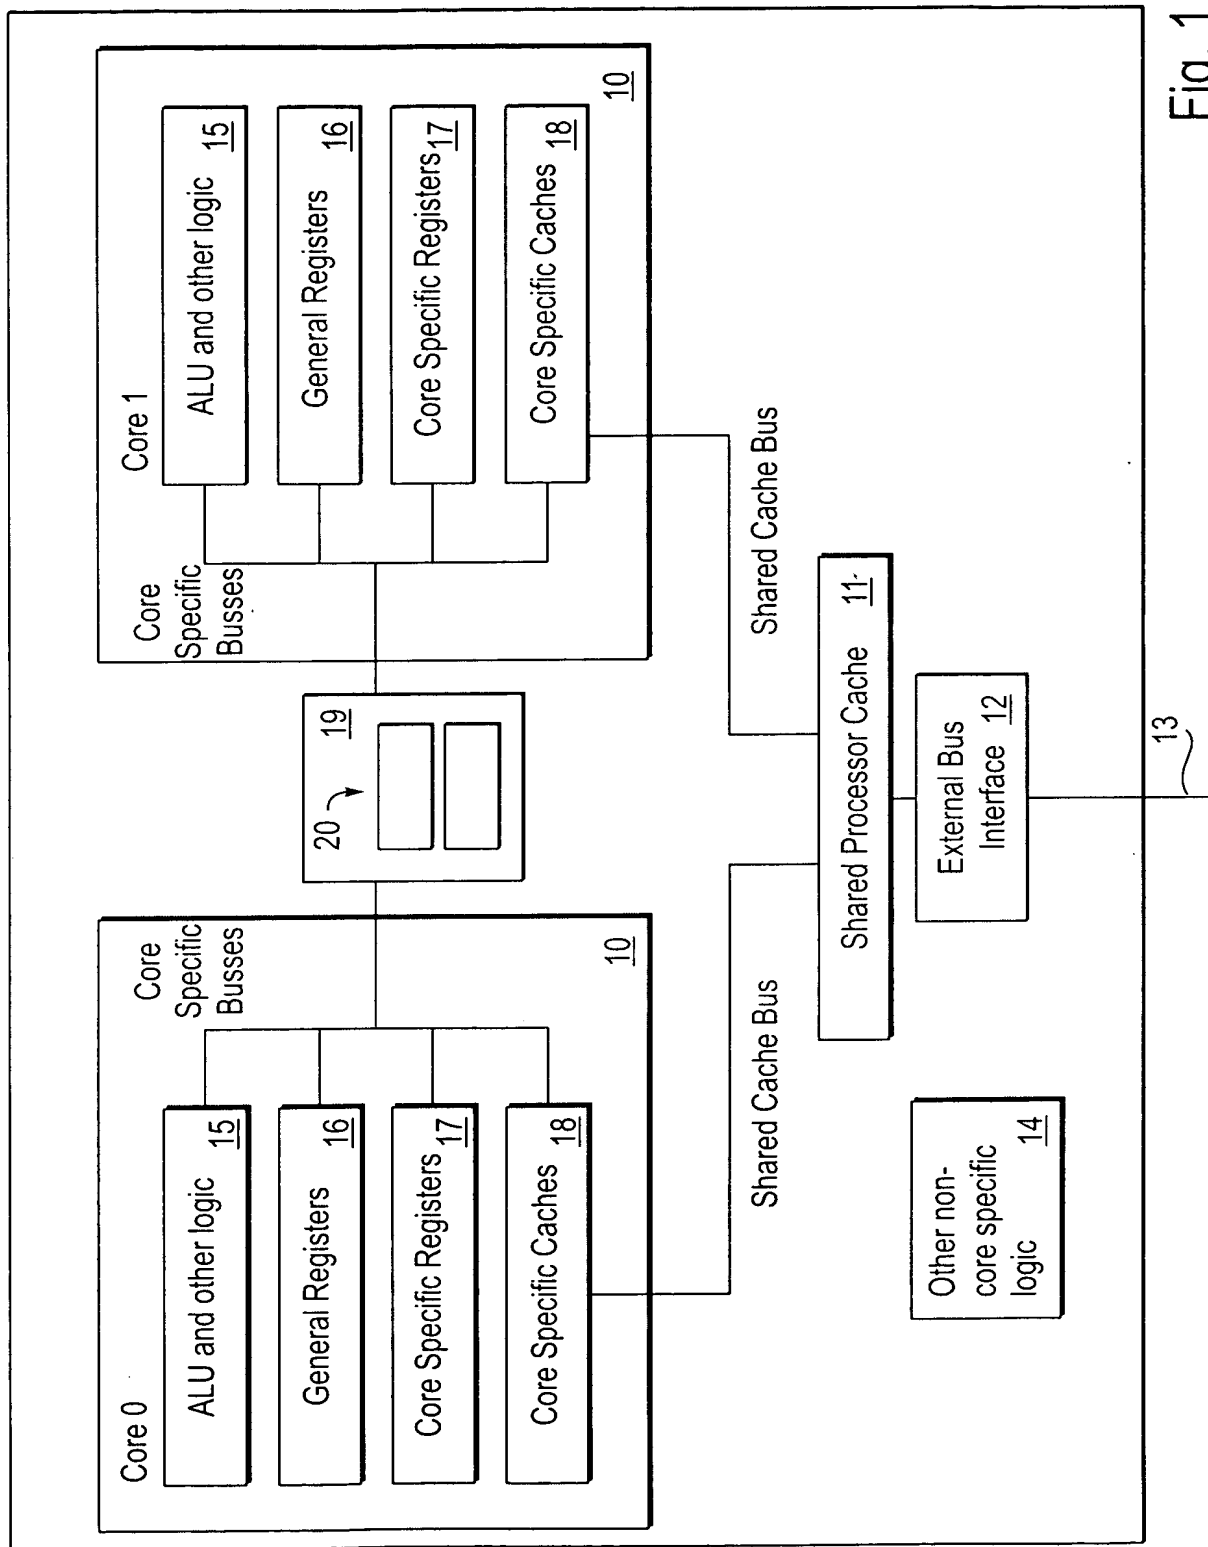 Core 0
Core
Specific
Busses
ALU and other logic 15
General Registers 16
Core Specific Registers 17
Core Specific Caches 18
10
20
19
Core 1
Core
Specific
Busses
ALU and other logic 15
General Registers 16
Core Specific Registers 17
Core Specific Caches 18
10
Shared Cache Bus
Shared Cache Bus
Shared Processor Cache 11
External Bus
Interface 12
Other non-
core specific
logic 14
13
Fig. 1